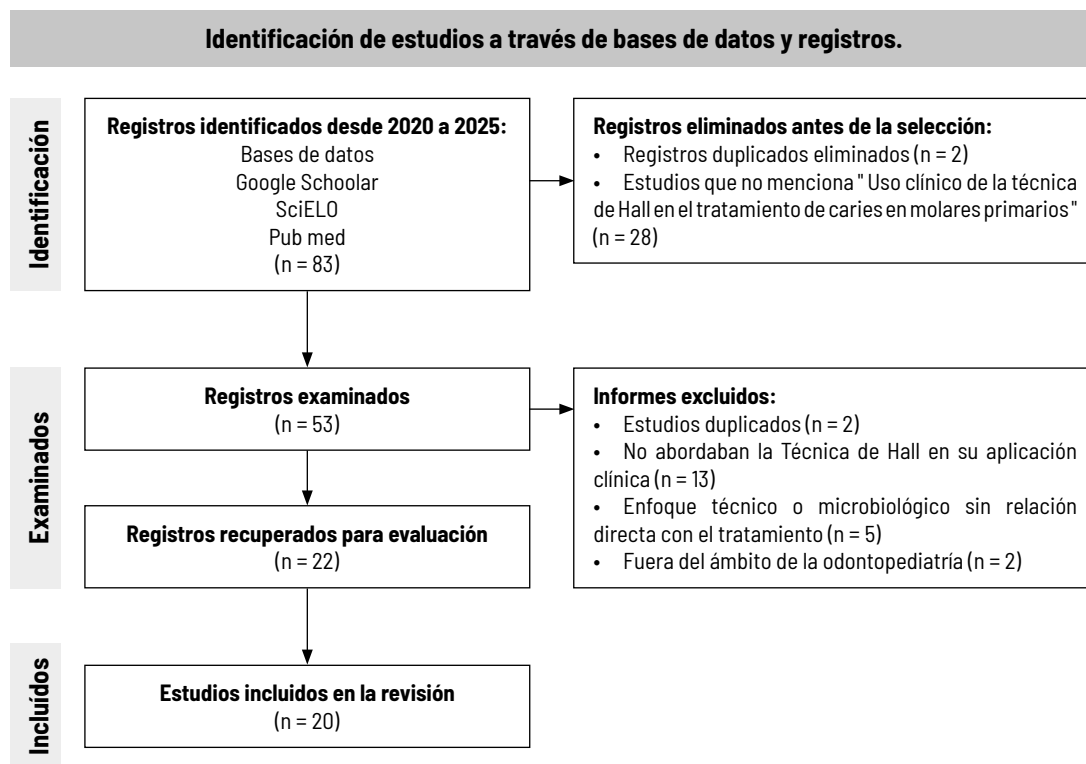 Identificación de estudios a través de bases de datos y registros.
Identificación
Registros identificados desde 2020 a 2025:
Bases de datos
Google Schoolar
SciELO
Pub med
(n = 83)
Registros eliminados antes de la selección:
• Registros duplicados eliminados (n = 2)
• Estudios que no menciona " Uso clínico de la técnica
de Hall en el tratamiento de caries en molares primarios "
(n = 28)
Examinados
Registros examinados
(n = 53)
Informes excluidos:
• Estudios duplicados (n = 2)
• No abordaban la Técnica de Hall en su aplicación
clínica (n = 13)
• Enfoque técnico o microbiológico sin relación
directa con el tratamiento (n = 5)
• Fuera del ámbito de la odontopediatría (n = 2)
Registros recuperados para evaluación
(n = 22)
Incluídos
Estudios incluidos en la revisión
(n = 20)